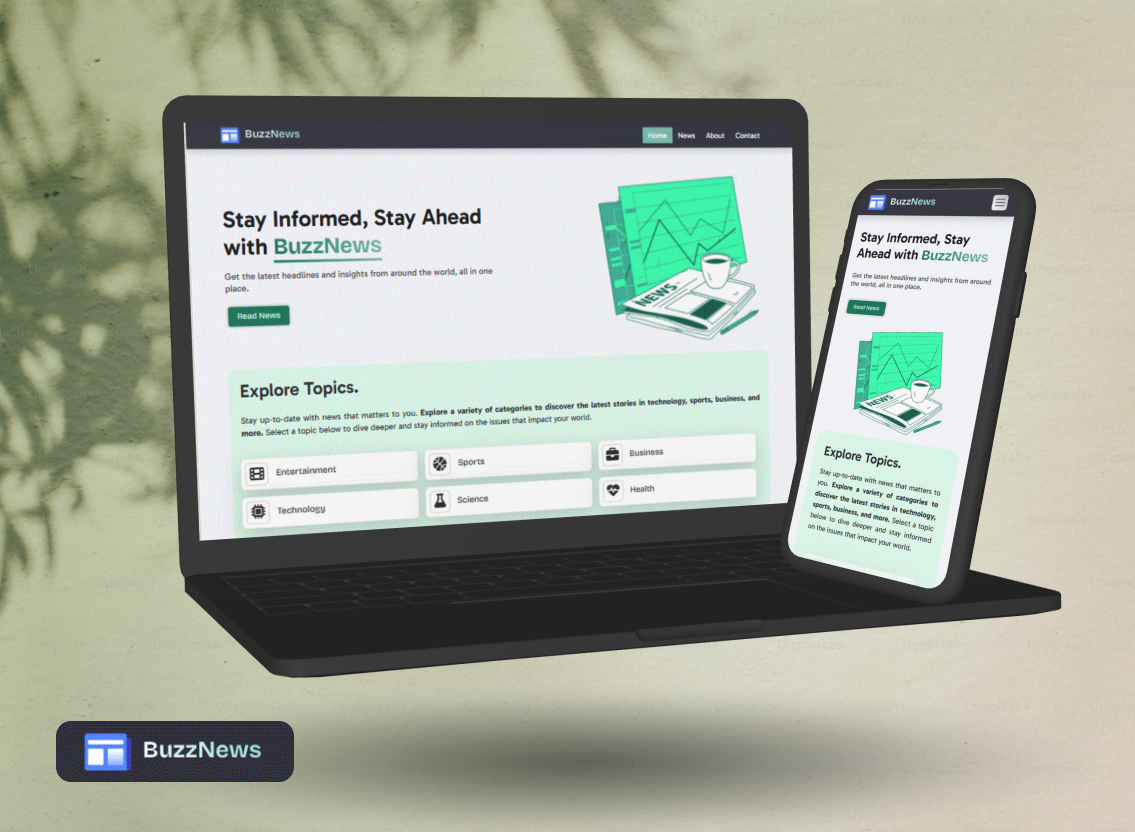 BuzzNews
Home News About Contact
Stay Informed, Stay Ahead
with BuzzNews
Get the latest headlines and insights from around the world, all in one
place.
Read News
NEWS
Explore Topics.
Stay up-to-date with news that matters to you. Explore a variety of categories to discover the latest stories in technology, sports, business, and
more. Select a topic below to dive deeper and stay informed on the issues that impact your world.
Entertainment
Sports
Business
Technology
Science
Health
BuzzNews
Stay Informed, Stay
Ahead with BuzzNews
Get the latest headlines and insights from around
the world, all in one place.
Read News
NEWS
Explore Topics.
Stay up-to-date with news that matters to
you. Explore a variety of categories to
discover the latest stories in technology,
sports, business, and more. Select a topic
below to dive deeper and stay informed
on the issues that impact your world.
BuzzNews
Unsplash+